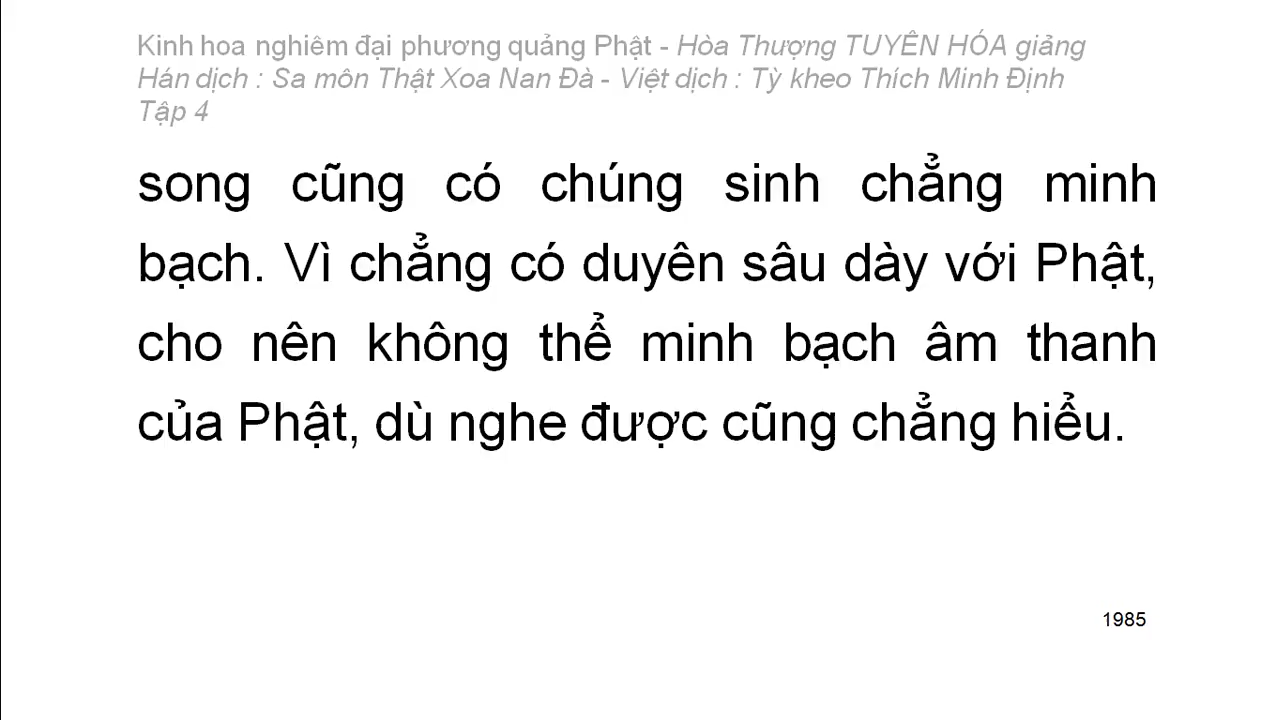 Kinh hoa nghiêm đại phương quảng Phật - Hòa Thượng TUYÊN HÓA giảng
Hán dịch : Sa môn Thật Xoa Nan Đà - Việt dịch : Tỳ kheo Thích Minh Định
Tập 4
song cũng có chúng sinh chẳng minh
bạch. Vì chẳng có duyên sâu dày với Phật,
cho nên không thể minh bạch âm thanh
của Phật, dù nghe được cũng chẳng hiểu.
1985